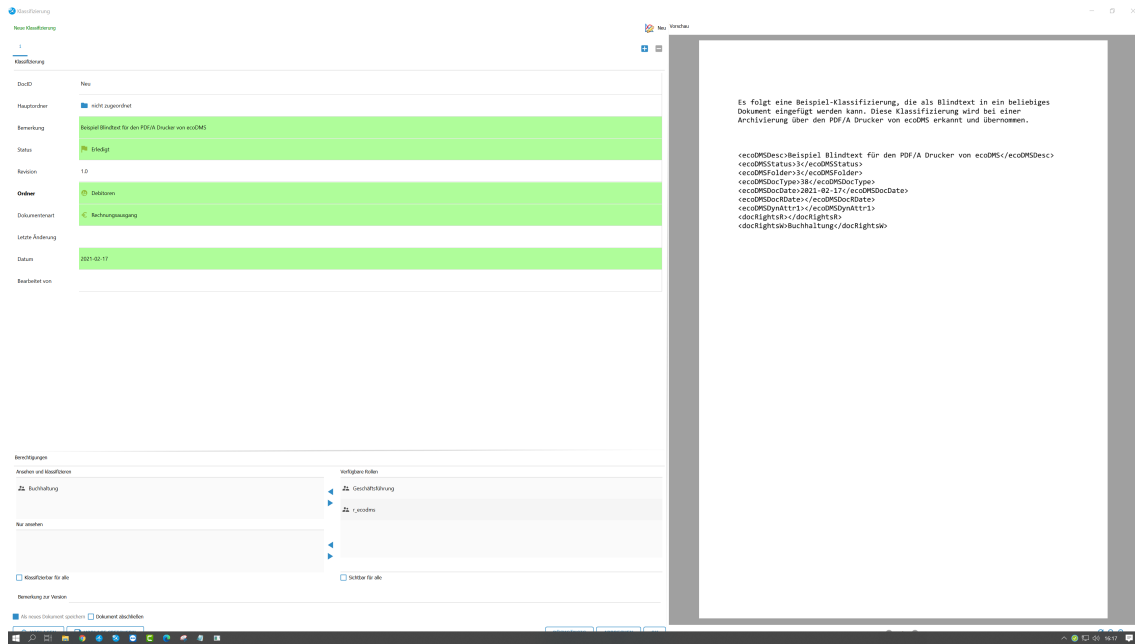 Klassifizierung
Neue Klassifizierung
Neu
Vorschau
1
Klassifizierung
DocID
Neu
Hauptordner
nicht zugeordnet
Bemerkung
Beispiel Blindtext für den PDF/A Drucker von ecoDMS
Status
Erledigt
Revision
1.0
Ordner
Debitoren
Dokumentenart
Rechnungsausgang
Letzte Änderung
Datum
2021-02-17
Bearbeitet von
Berechtigungen
Ansehen und klassifizieren
Verfügbare Rollen
Buchhaltung
Geschäftsführung
r_ecodms
Nur ansehen
Klassifizierbar für alle
Sichtbar für alle
Bemerkung zur Version
Als neues Dokument speichern
Dokument abschließen
Es folgt eine Beispiel-Klassifizierung, die als Blindtext in ein beliebiges
Dokument eingefügt werden kann. Diese Klassifizierung wird bei einer
Archivierung über den PDF/A Drucker von ecoDMS erkannt und übernommen.
<ecoDMSDesc>Beispiel Blindtext für den PDF/A Drucker von ecoDMS</ecoDMSDesc>
<ecoDMSStatus>3</ecoDMSStatus>
<ecoDMSFolder>3</ecoDMSFolder>
<ecoDMSDocType>38</ecoDMSDocType>
<ecoDMSDocDate>2021-02-17</ecoDMSDocDate>
<ecoDMSDocRDate></ecoDMSDocRDate>
<ecoDMSDynAttr1></ecoDMSDynAttr1>
<docRightsR></docRightsR>
<docRightsW>Buchhaltung</docRightsW>
16:17